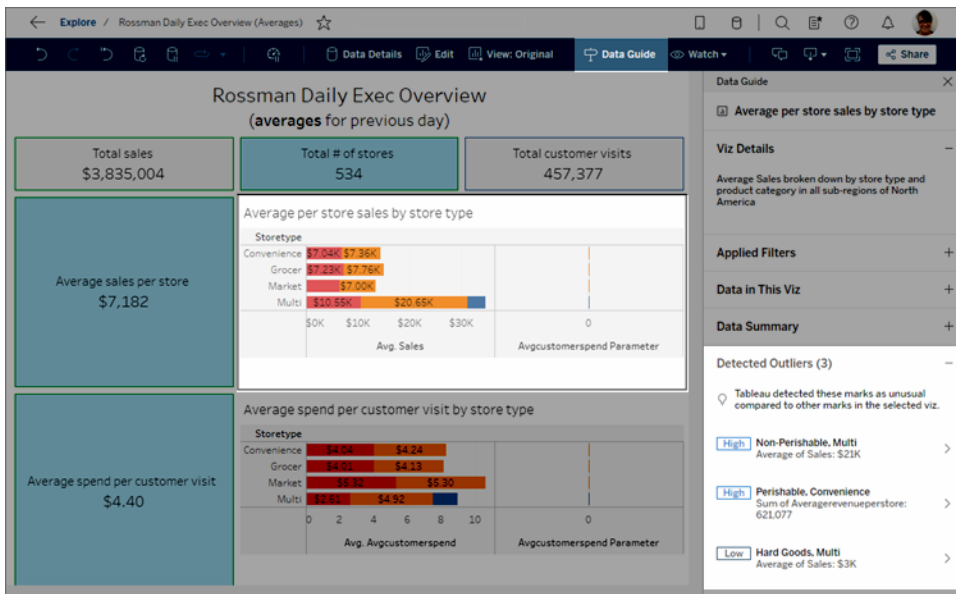 Explore / Rossman Daily Exec Overview (Averages)
Data Details Edit View: Original Data Guide Watch Share
Rossman Daily Exec Overview
(averages for previous day)
Total sales
$3,835,004
Total # of stores
534
Total customer visits
457,377
Average sales per store
$7,182
Average per store sales by store type
Storetype
Convenience $7.04K $7.36K
Grocer $7.23K $7.76K
Market $7.00K
Multi $10.55K $20.65K
$0K $10K $20K $30K 0
Avg. Sales Avgcustomerspend Parameter
Average spend per customer visit
$4.40
Average spend per customer visit by store type
Storetype
Convenience $4.04 $4.24
Grocer $4.01 $4.13
Market $5.32 $5.30
Multi $2.61 $4.92
0 2 4 6 8 10 0
Avg. Avgcustomerspend Avgcustomerspend Parameter
Data Guide
Average per store sales by store type
Viz Details
Average Sales broken down by store type and
product category in all sub-regions of North
America
Applied Filters
Data in This Viz
Data Summary
Detected Outliers (3)
Tableau detected these marks as unusual
compared to other marks in the selected viz.
High Non-Perishable, Multi
Average of Sales: $21K
High Perishable, Convenience
Sum of Averagerevenueperstore:
621,077
Low Hard Goods, Multi
Average of Sales: $3K